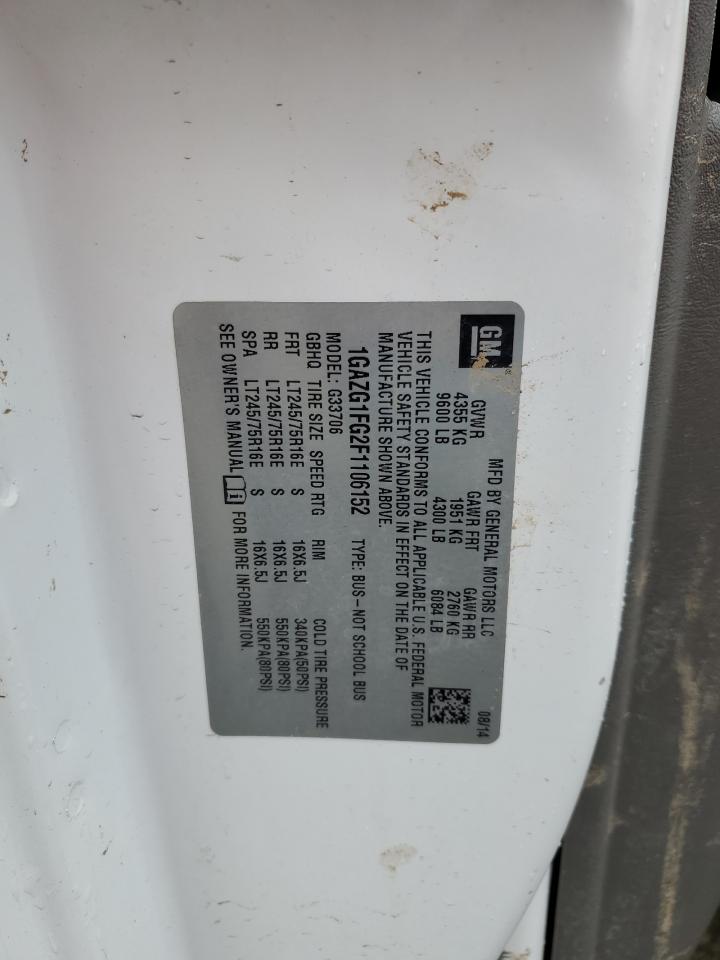 GM
MFD BY GENERAL MOTORS LLC
08/14
GVWR GAWR FRT GAWR RR
4355 KG 1951 KG 2760 KG
9600 LB 4300 LB 6084 LB
THIS VEHICLE CONFORMS TO ALL APPLICABLE U.S. FEDERAL MOTOR
VEHICLE SAFETY STANDARDS IN EFFECT ON THE DATE OF
MANUFACTURE SHOWN ABOVE.
1GAZG1FG2F1106152 TYPE: BUS–NOT SCHOOL BUS
MODEL: G33706
GBHQ TIRE SIZE SPEED RTG RIM COLD TIRE PRESSURE
FRT LT245/75R16E S 16X6.5J 340KPA(50PSI)
RR LT245/75R16E S 16X6.5J 550KPA(80PSI)
SPA LT245/75R16E S 16X6.5J 550KPA(80PSI)
SEE OWNER'S MANUAL FOR MORE INFORMATION.